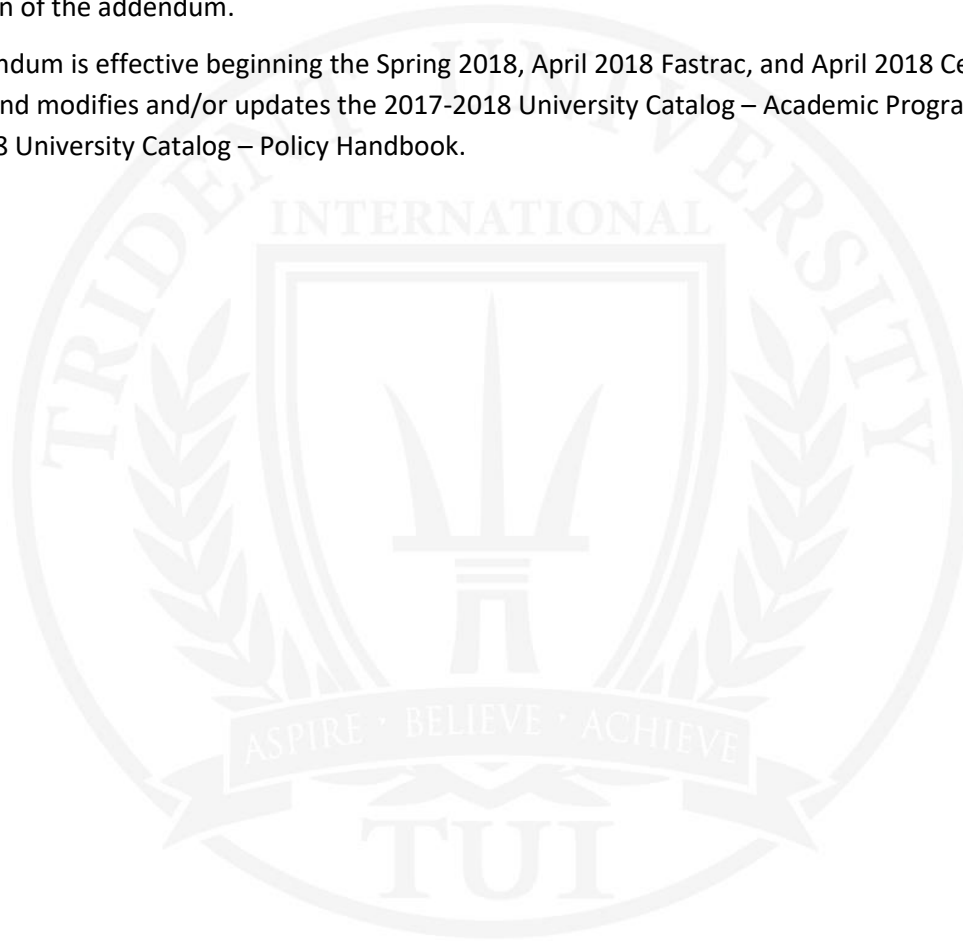 n of the addendum.
ndum is effective beginning the Spring 2018, April 2018 Fastrac, and April 2018 Ce
nd modifies and/or updates the 2017-2018 University Catalog – Academic Progra
8 University Catalog – Policy Handbook.
TRIDENT UNIVERSITY
INTERNATIONAL
ASPIRE · BELIEVE · ACHIEVE
TUI